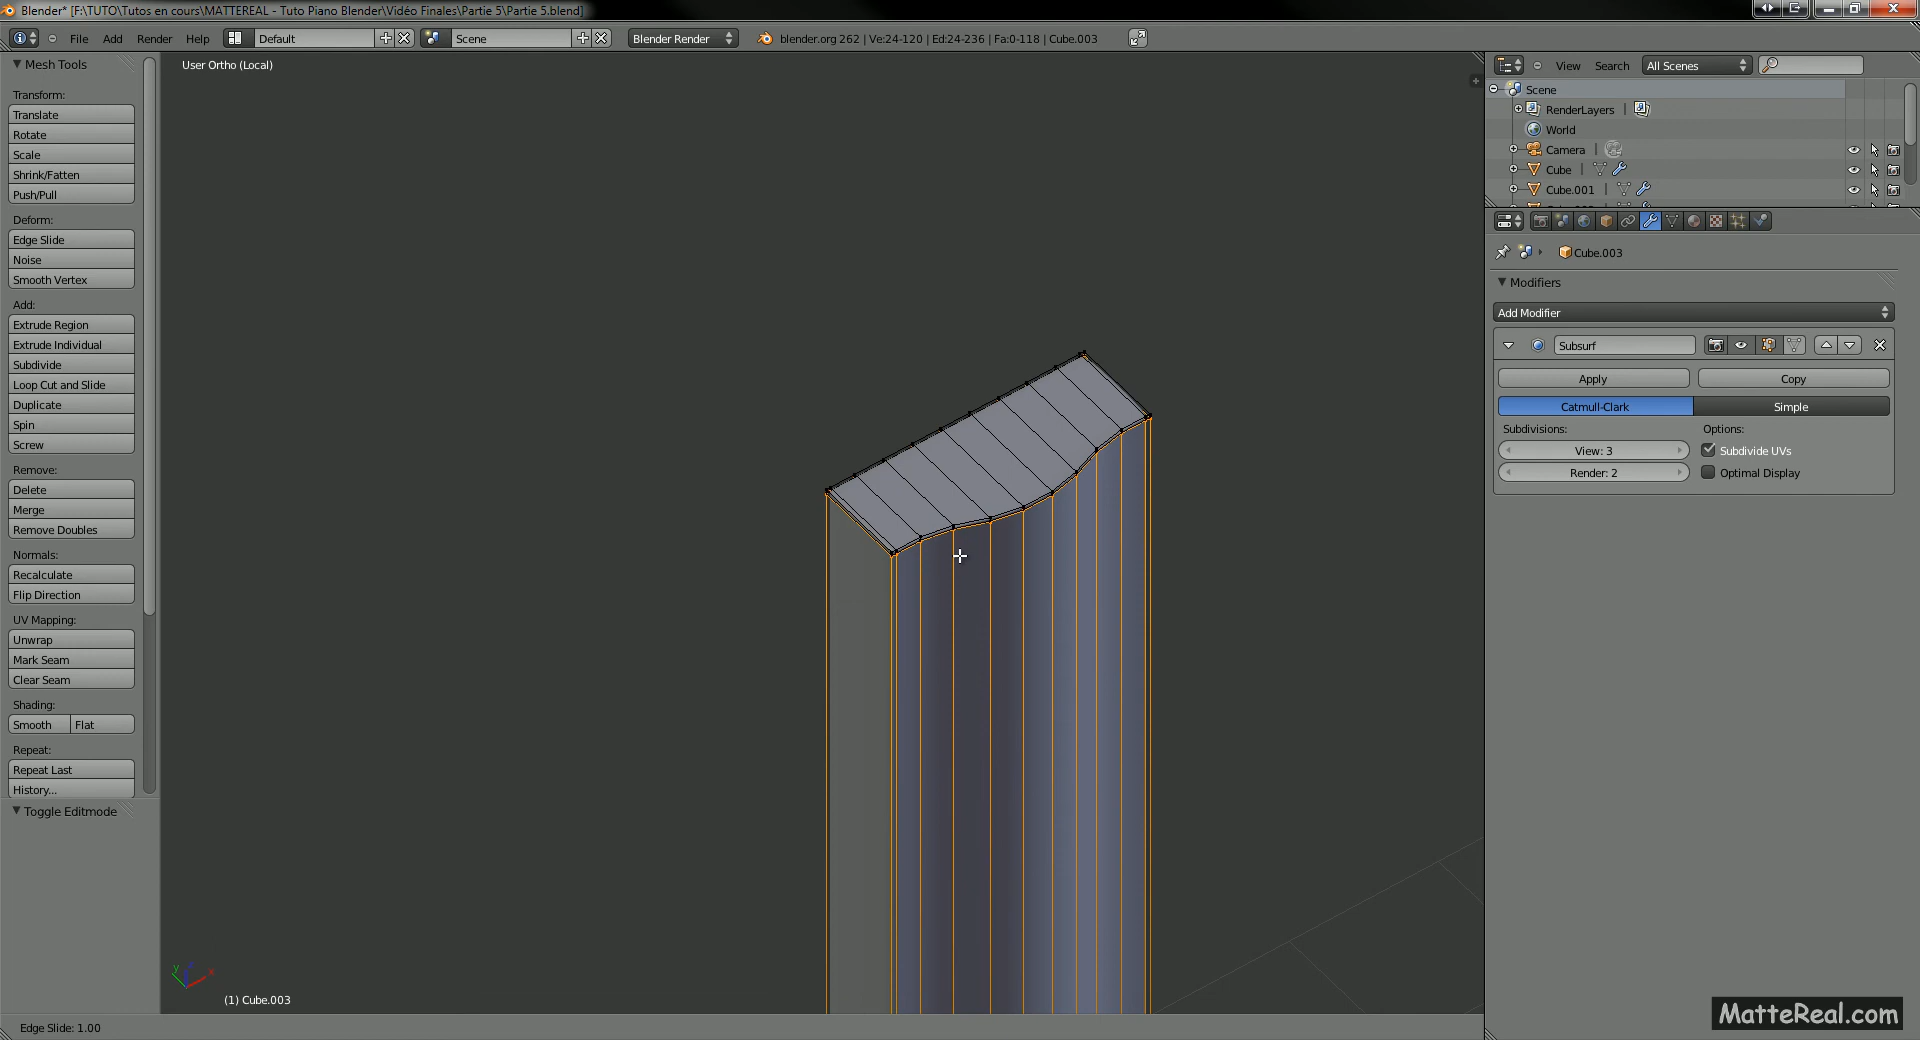 Blender* [F:\TUTO\Tutos en cours\MATTEREAL - Tuto Piano Blender\Vidéo Finales\Partie 5\Partie 5.blend]
File Add Render Help Default Scene Blender Render blender.org 262 | Ve:24-120 | Ed:24-236 | Fa:0-118 | Cube.003
Mesh Tools
Transform:
Translate
Rotate
Scale
Shrink/Fatten
Push/Pull
Deform:
Edge Slide
Noise
Smooth Vertex
Add:
Extrude Region
Extrude Individual
Subdivide
Loop Cut and Slide
Duplicate
Spin
Screw
Remove:
Delete
Merge
Remove Doubles
Normals:
Recalculate
Flip Direction
UV Mapping:
Unwrap
Mark Seam
Clear Seam
Shading:
Smooth Flat
Repeat:
Repeat Last
History...
Toggle Editmode
User Ortho (Local)
y x
(1) Cube.003
Edge Slide: 1.00
View Search All Scenes
Scene
RenderLayers
World
Camera
Cube
Cube.001
Cube.003
Modifiers
Add Modifier
Subsurf
Apply Copy
Catmull-Clark Simple
Subdivisions: Options:
View: 3 Subdivide UVs
Render: 2 Optimal Display
MatteReal.com